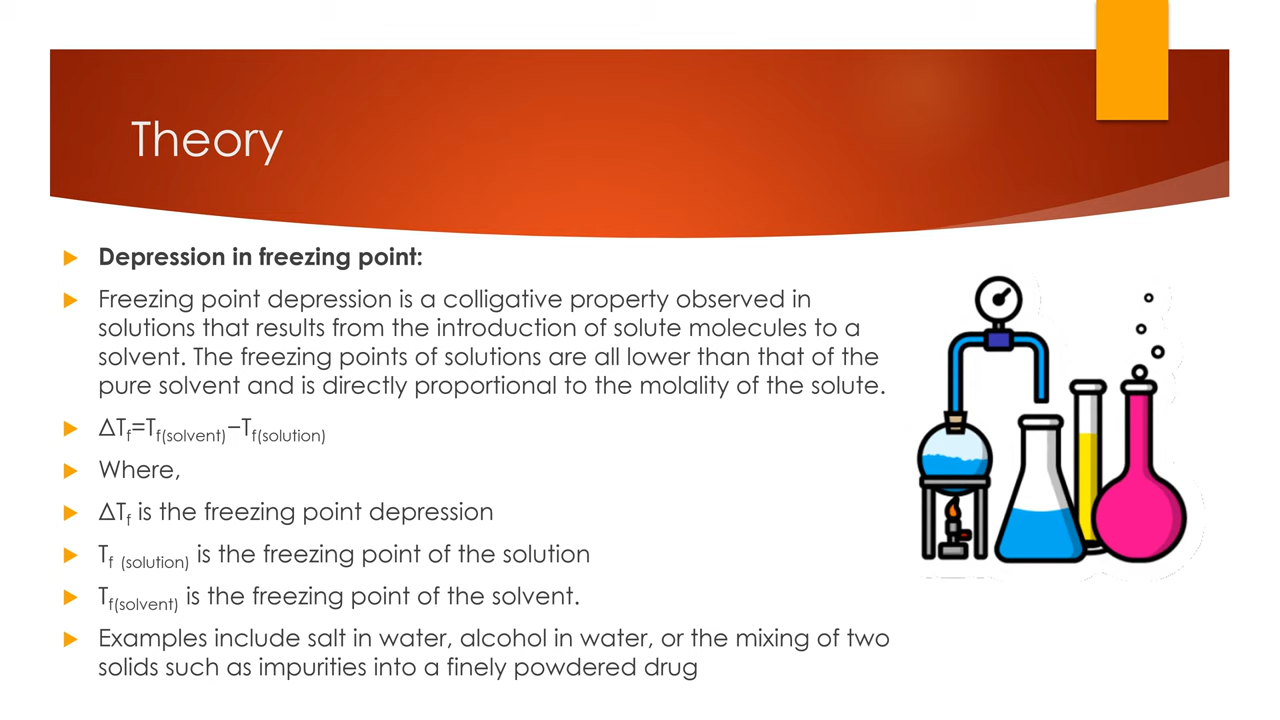 Theory
Depression in freezing point:
Freezing point depression is a colligative property observed in
solutions that results from the introduction of solute molecules to a
solvent. The freezing points of solutions are all lower than that of the
pure solvent and is directly proportional to the molality of the solute.
ΔTf=Tf(solvent)−Tf(solution)
Where,
ΔTf is the freezing point depression
Tf (solution) is the freezing point of the solution
Tf(solvent) is the freezing point of the solvent.
Examples include salt in water, alcohol in water, or the mixing of two
solids such as impurities into a finely powdered drug